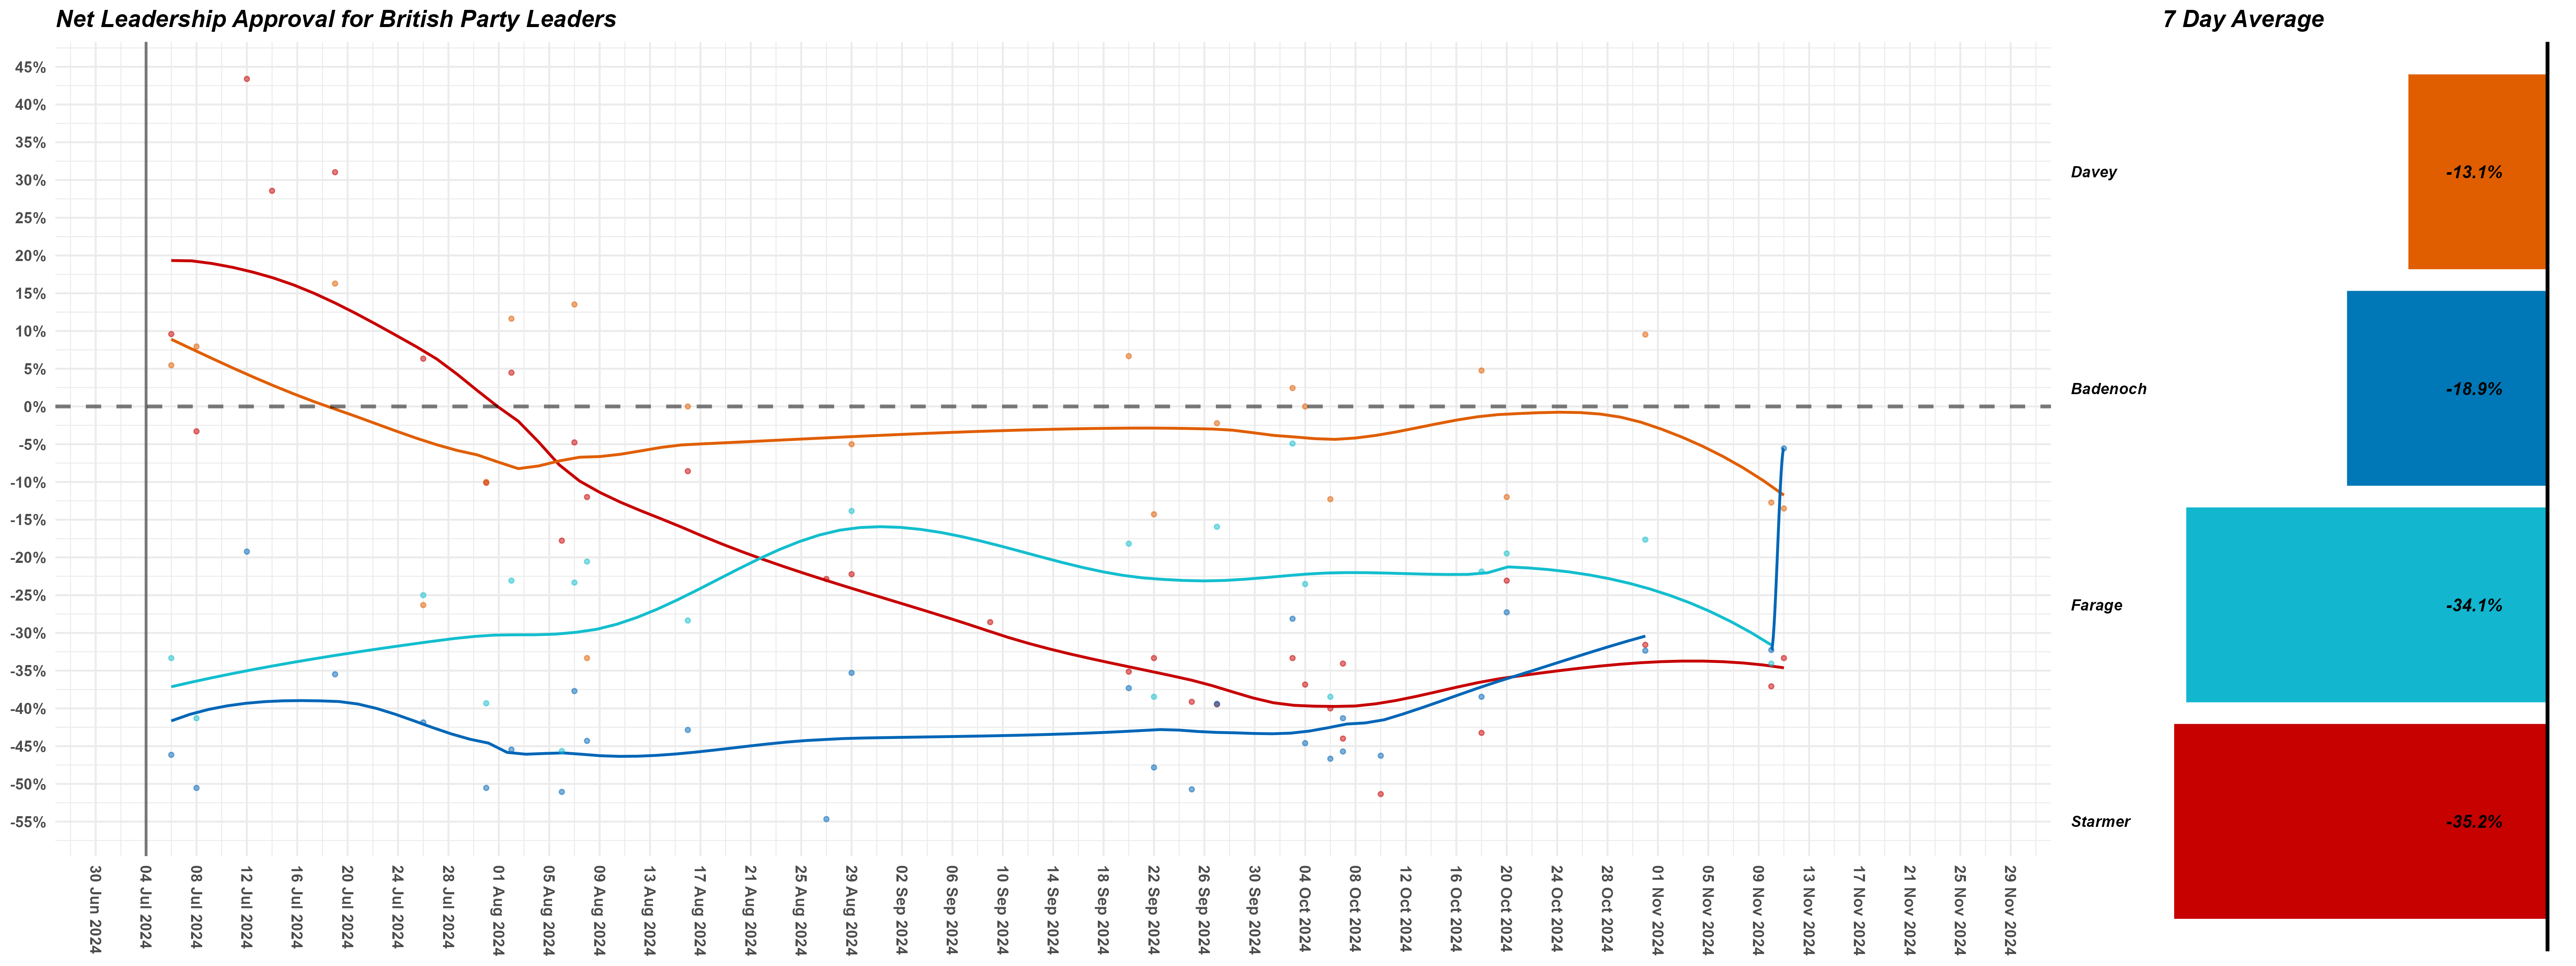 Net Leadership Approval for British Party Leaders
7 Day Average
45%
40%
35%
30%
25%
20%
15%
10%
5%
0%
-5%
-10%
-15%
-20%
-25%
-30%
-35%
-40%
-45%
-50%
-55%
30 Jun 2024
04 Jul 2024
08 Jul 2024
12 Jul 2024
16 Jul 2024
20 Jul 2024
24 Jul 2024
28 Jul 2024
01 Aug 2024
05 Aug 2024
09 Aug 2024
13 Aug 2024
17 Aug 2024
21 Aug 2024
25 Aug 2024
29 Aug 2024
02 Sep 2024
06 Sep 2024
10 Sep 2024
14 Sep 2024
18 Sep 2024
22 Sep 2024
26 Sep 2024
30 Sep 2024
04 Oct 2024
08 Oct 2024
12 Oct 2024
16 Oct 2024
20 Oct 2024
24 Oct 2024
28 Oct 2024
01 Nov 2024
05 Nov 2024
09 Nov 2024
13 Nov 2024
17 Nov 2024
21 Nov 2024
25 Nov 2024
29 Nov 2024
Davey -13.1%
Badenoch -18.9%
Farage -34.1%
Starmer -35.2%